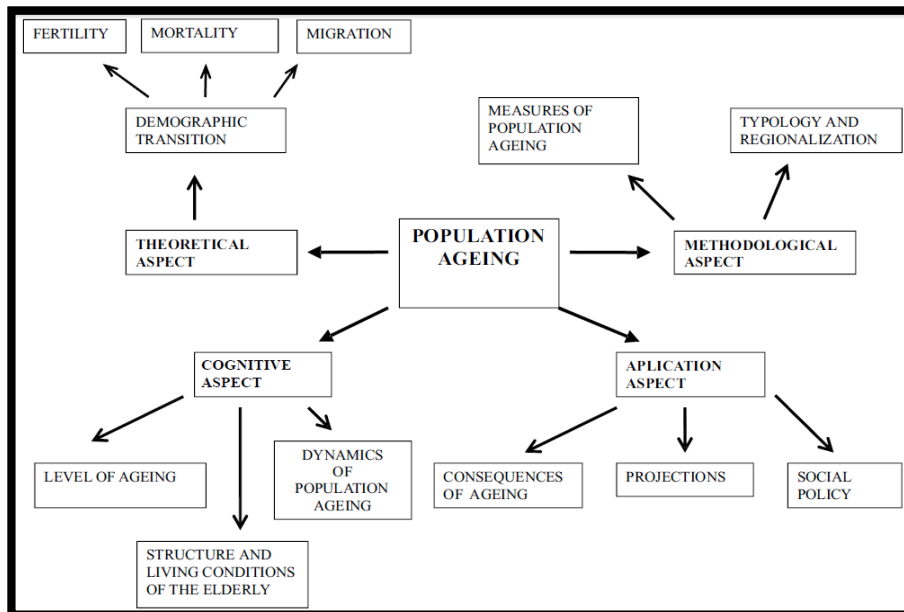 FERTILITY
MORTALITY
MIGRATION
DEMOGRAPHIC
TRANSITION
MEASURES OF
POPULATION
AGEING
TYPOLOGY AND
REGIONALIZATION
THEORETICAL
ASPECT
POPULATION
AGEING
METHODOLOGICAL
ASPECT
COGNITIVE
ASPECT
APLICATION
ASPECT
LEVEL OF AGEING
DYNAMICS
OF
POPULATION
AGEING
CONSEQUENCES
OF AGEING
PROJECTIONS
SOCIAL
POLICY
STRUCTURE AND
LIVING CONDITIONS
OF THE ELDERLY